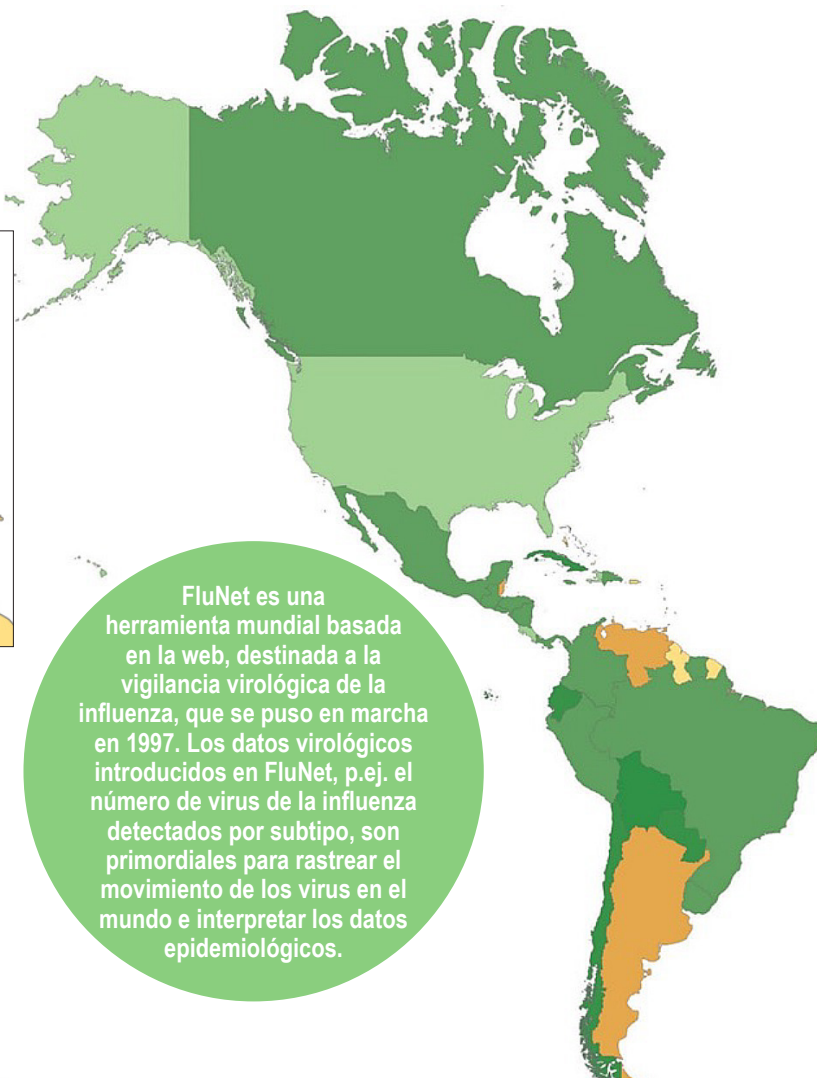 FluNet es una
herramienta mundial basada
en la web, destinada a la
vigilancia virológica de la
influenza, que se puso en marcha
en 1997. Los datos virológicos
introducidos en FluNet, p.ej. el
número de virus de la influenza
detectados por subtipo, son
primordiales para rastrear el
movimiento de los virus en el
mundo e interpretar los datos
epidemiológicos.